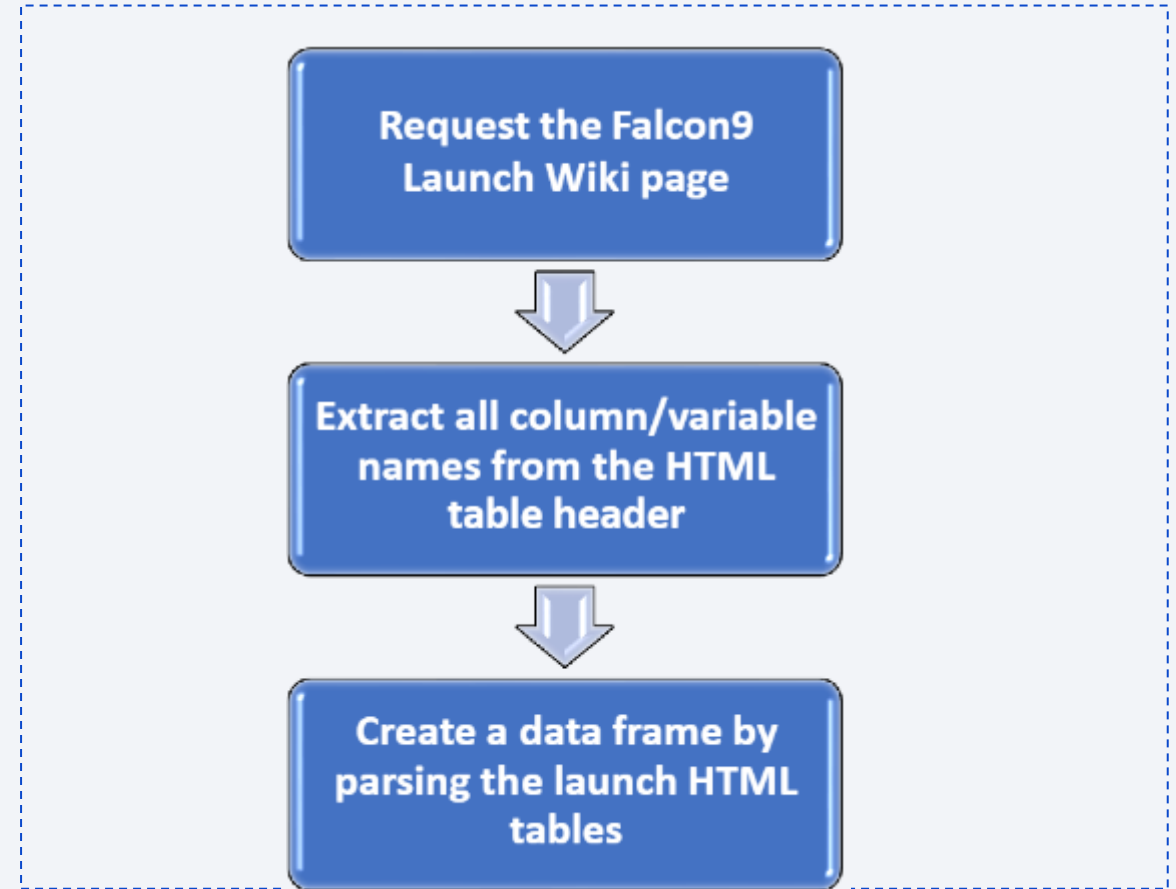 Request the Falcon9
Launch Wiki page
Extract all column/variable
names from the HTML
table header
Create a data frame by
parsing the launch HTML
tables